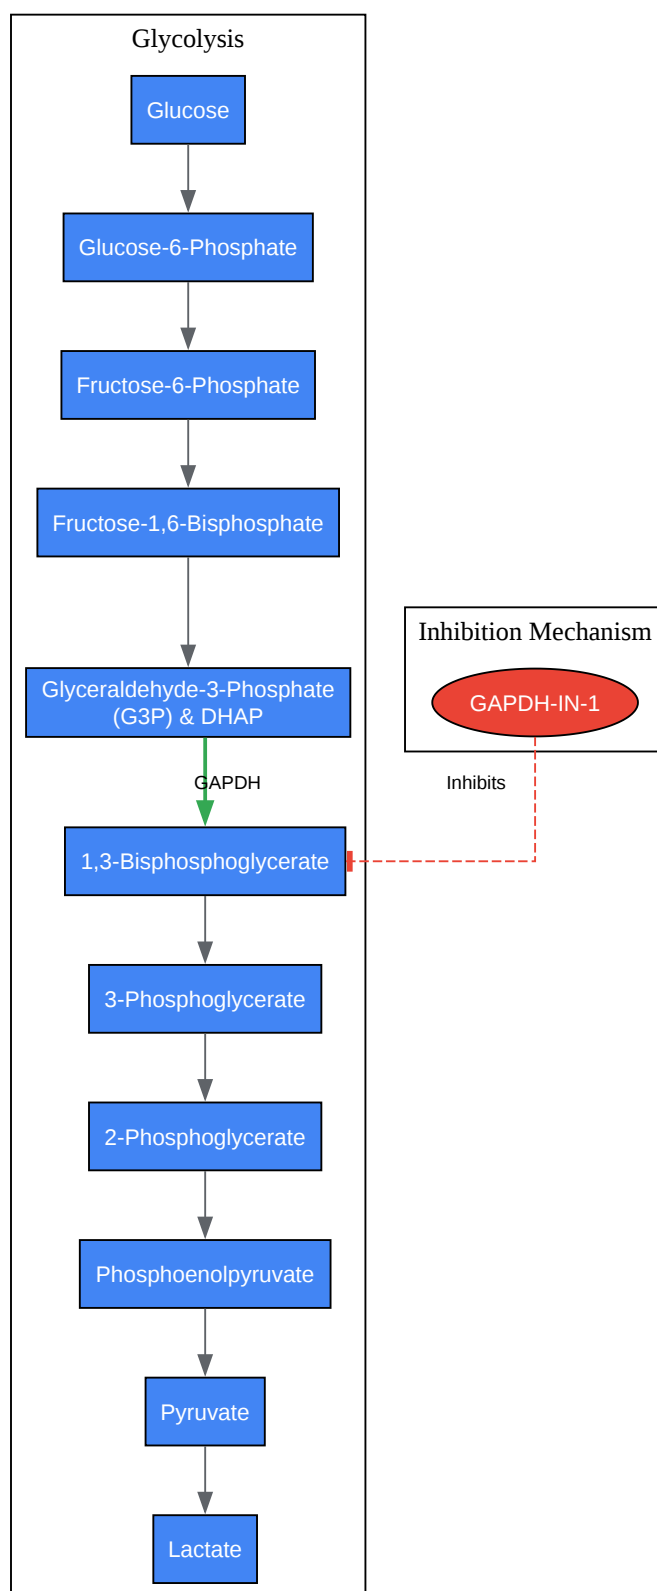 Glycolysis
Glucose
Glucose-6-Phosphate
Fructose-6-Phosphate
Fructose-1,6-Bisphosphate
Inhibition Mechanism
Glyceraldehyde-3-Phosphate
(G3P) & DHAP
GAPDH-IN-1
GAPDH
Inhibits
1,3-Bisphosphoglycerate
3-Phosphoglycerate
2-Phosphoglycerate
Phosphoenolpyruvate
Pyruvate
Lactate